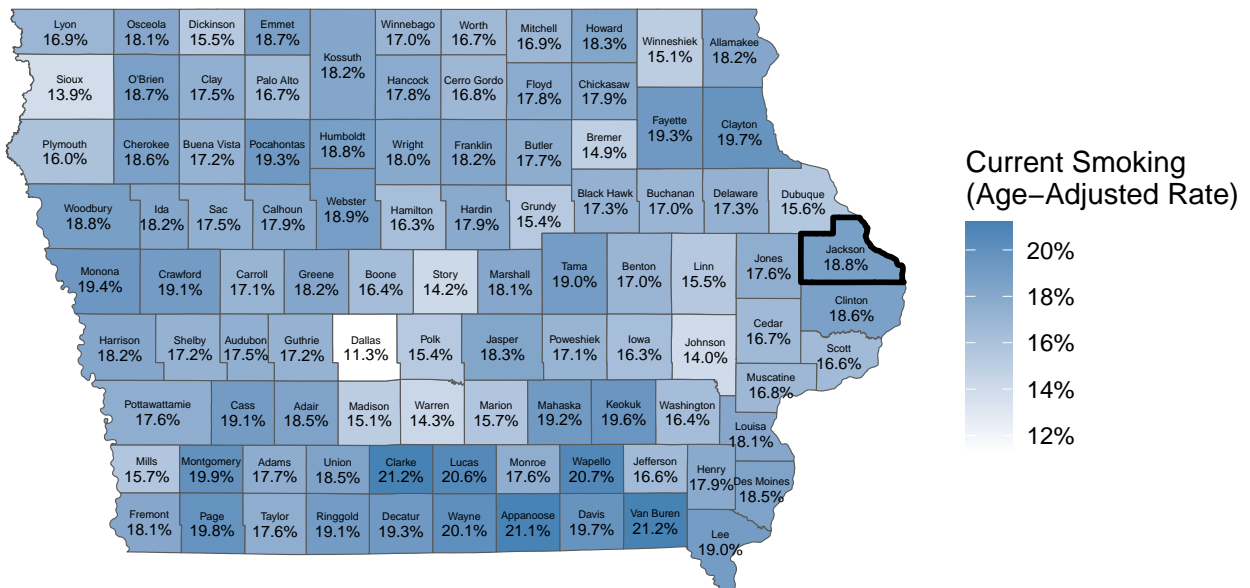 Lyon
16.9%
Osceola
18.1%
Dickinson
15.5%
Emmet
18.7%
Kossuth
18.2%
Winnebago
17.0%
Worth
16.7%
Mitchell
16.9%
Howard
18.3%
Winneshiek
15.1%
Allamakee
18.2%
Sioux
13.9%
O'Brien
18.7%
Clay
17.5%
Palo Alto
16.7%
Hancock
17.8%
Cerro Gordo
16.8%
Floyd
17.8%
Chickasaw
17.9%
Fayette
19.3%
Clayton
19.7%
Plymouth
16.0%
Cherokee
18.6%
Buena Vista
17.2%
Pocahontas
19.3%
Humboldt
18.8%
Wright
18.0%
Franklin
18.2%
Butler
17.7%
Bremer
14.9%
Woodbury
18.8%
Ida
18.2%
Sac
17.5%
Calhoun
17.9%
Webster
18.9%
Hamilton
16.3%
Hardin
17.9%
Grundy
15.4%
Black Hawk
17.3%
Buchanan
17.0%
Delaware
17.3%
Dubuque
15.6%
Monona
19.4%
Crawford
19.1%
Carroll
17.1%
Greene
18.2%
Boone
16.4%
Story
14.2%
Marshall
18.1%
Tama
19.0%
Benton
17.0%
Linn
15.5%
Jones
17.6%
Jackson
18.8%
Clinton
18.6%
Harrison
18.2%
Shelby
17.2%
Audubon
17.5%
Guthrie
17.2%
Dallas
11.3%
Polk
15.4%
Jasper
18.3%
Poweshiek
17.1%
Iowa
16.3%
Johnson
14.0%
Cedar
16.7%
Scott
16.6%
Muscatine
16.8%
Pottawattamie
17.6%
Cass
19.1%
Adair
18.5%
Madison
15.1%
Warren
14.3%
Marion
15.7%
Mahaska
19.2%
Keokuk
19.6%
Washington
16.4%
Louisa
18.1%
Mills
15.7%
Montgomery
19.9%
Adams
17.7%
Union
18.5%
Clarke
21.2%
Lucas
20.6%
Monroe
17.6%
Wapello
20.7%
Jefferson
16.6%
Henry
17.9%
Des Moines
18.5%
Fremont
18.1%
Page
19.8%
Taylor
17.6%
Ringgold
19.1%
Decatur
19.3%
Wayne
20.1%
Appanoose
21.1%
Davis
19.7%
Van Buren
21.2%
Lee
19.0%
Current Smoking
(Age−Adjusted Rate)
20%
18%
16%
14%
12%